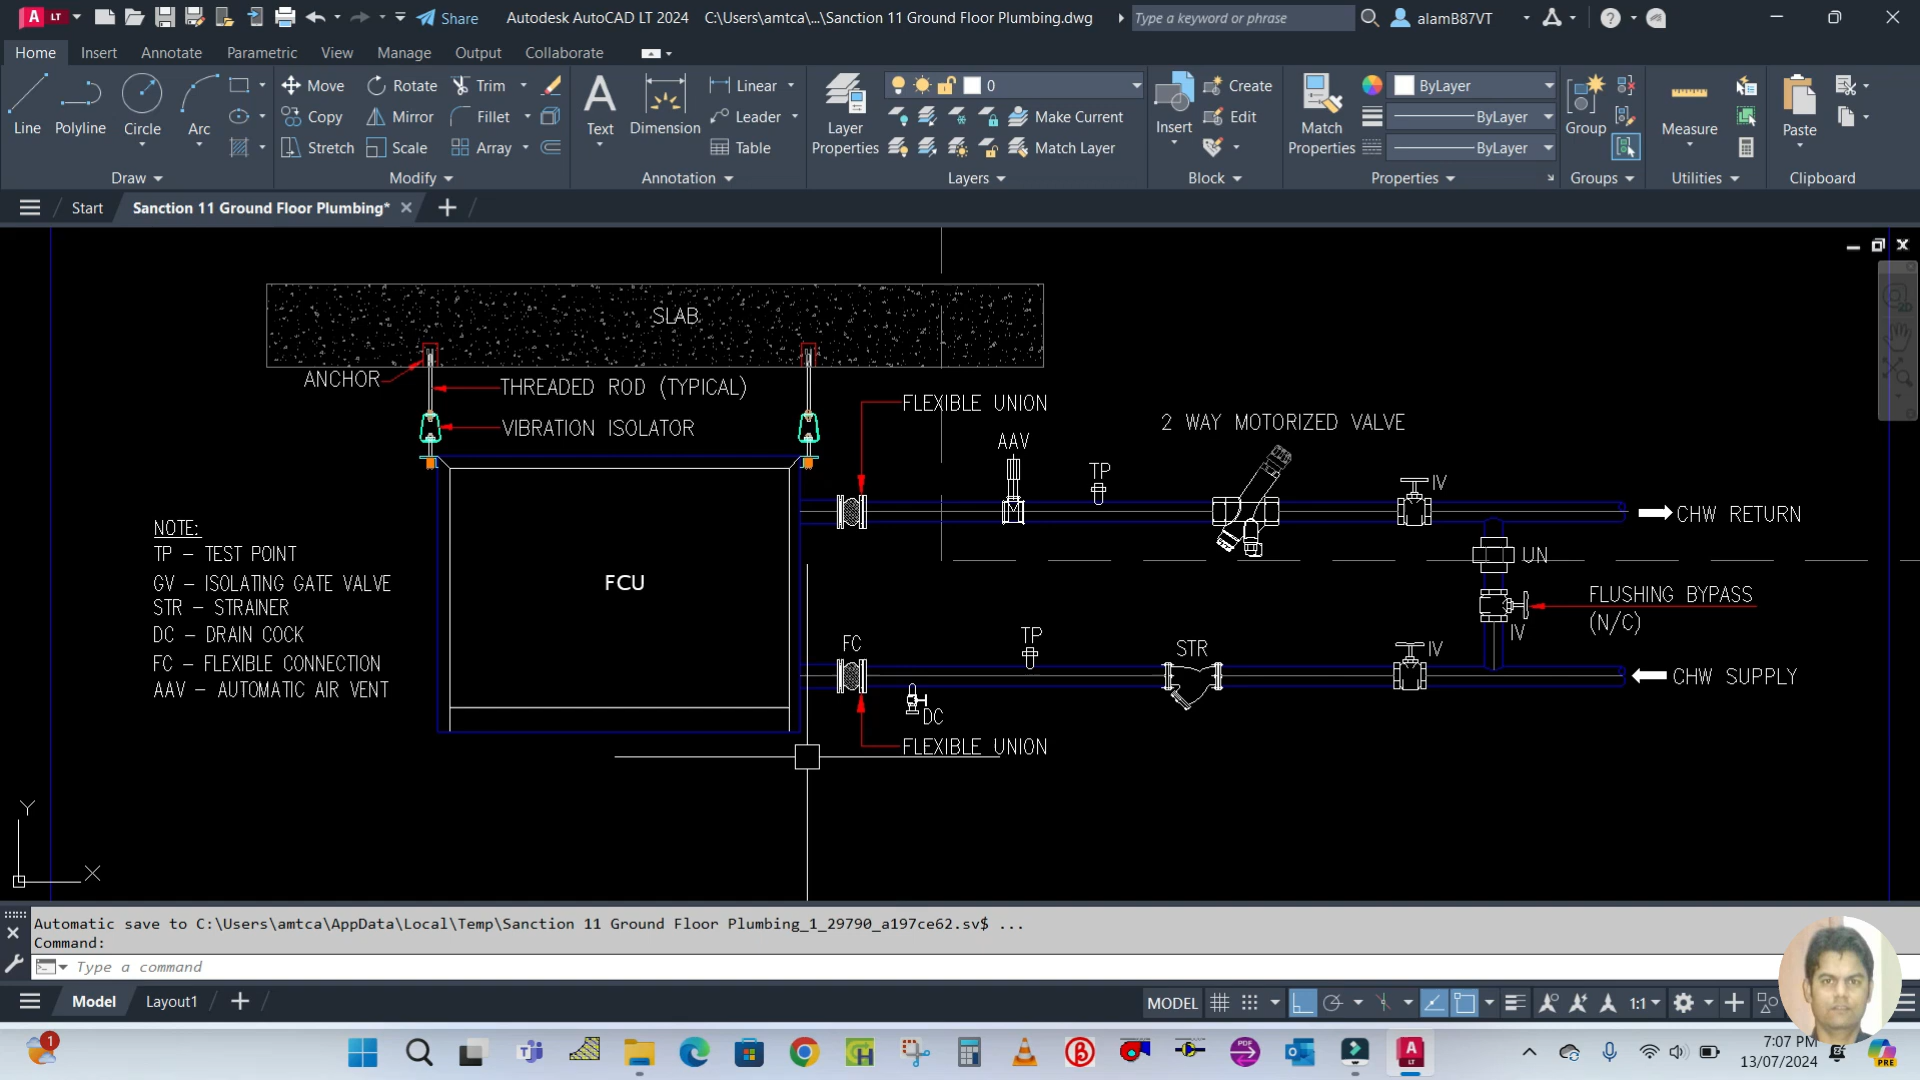 LT
Share
Autodesk AutoCAD LT 2024 C:\Users\amtca\...\Sanction 11 Ground Floor Plumbing.dwg
Type a keyword or phrase
alamB87VT
Home Insert Annotate Parametric View Manage Output Collaborate
Line Polyline Circle Arc
Move Rotate Trim
Copy Mirror Fillet
Stretch Scale Array
Text Dimension
Linear
Leader
Table
Layer Properties
0
Make Current
Match Layer
Insert
Create
Edit
Match Properties
ByLayer
ByLayer
ByLayer
Group
Measure
Paste
Draw Modify Annotation Layers Block Properties Groups Utilities Clipboard
Start Sanction 11 Ground Floor Plumbing*
SLAB
ANCHOR
THREADED ROD (TYPICAL)
VIBRATION ISOLATOR
FLEXIBLE UNION
2 WAY MOTORIZED VALVE
AAV
TP
IV
CHW RETURN
NOTE:
TP - TEST POINT
GV - ISOLATING GATE VALVE
STR - STRAINER
DC - DRAIN COCK
FC - FLEXIBLE CONNECTION
AAV - AUTOMATIC AIR VENT
FCU
UN
FLUSHING BYPASS
(N/C)
IV
FC
TP
STR
IV
CHW SUPPLY
DC
FLEXIBLE UNION
Y
X
Automatic save to C:\Users\amtca\AppData\Local\Temp\Sanction 11 Ground Floor Plumbing_1_29790_a197ce62.sv$ ...
Command:
Type a command
Model Layout1
MODEL
1:1
1
7:07 PM
13/07/2024